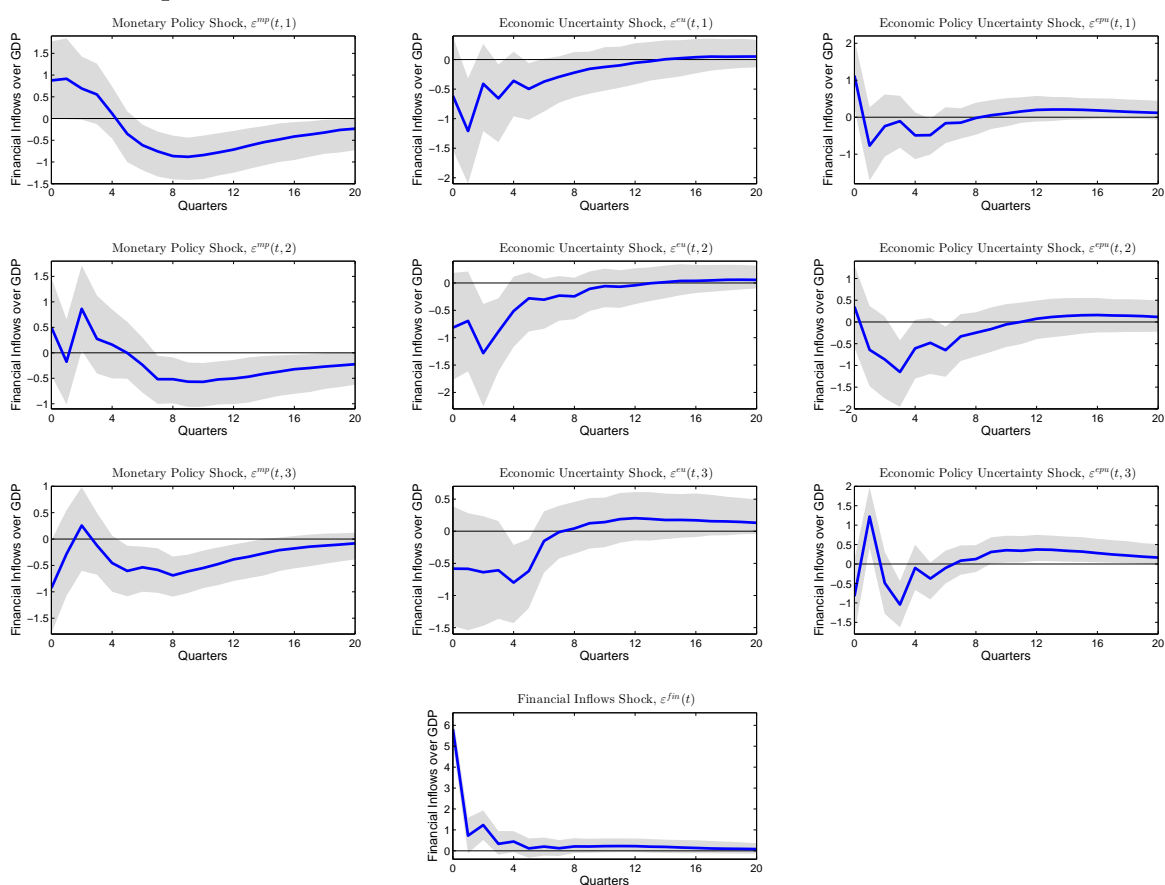 Monetary Policy Shock, ε^{mp}(t, 1)
Financial Inflows over GDP
1.5
1
0.5
0
−0.5
−1
−1.5
0 4 8 12 16 20
Quarters
Economic Uncertainty Shock, ε^{eu}(t, 1)
Financial Inflows over GDP
0
−0.5
−1
−1.5
−2
0 4 8 12 16 20
Quarters
Economic Policy Uncertainty Shock, ε^{epu}(t, 1)
Financial Inflows over GDP
2
1
0
−1
0 4 8 12 16 20
Quarters
Monetary Policy Shock, ε^{mp}(t, 2)
Financial Inflows over GDP
1.5
1
0.5
0
−0.5
−1
0 4 8 12 16 20
Quarters
Economic Uncertainty Shock, ε^{eu}(t, 2)
Financial Inflows over GDP
0
−0.5
−1
−1.5
−2
0 4 8 12 16 20
Quarters
Economic Policy Uncertainty Shock, ε^{epu}(t, 2)
Financial Inflows over GDP
1
0.5
0
−0.5
−1
−1.5
−2
0 4 8 12 16 20
Quarters
Monetary Policy Shock, ε^{mp}(t, 3)
Financial Inflows over GDP
1
0.5
0
−0.5
−1
−1.5
0 4 8 12 16 20
Quarters
Economic Uncertainty Shock, ε^{eu}(t, 3)
Financial Inflows over GDP
0.5
0
−0.5
−1
−1.5
0 4 8 12 16 20
Quarters
Economic Policy Uncertainty Shock, ε^{epu}(t, 3)
Financial Inflows over GDP
2
1.5
1
0.5
0
−0.5
−1
−1.5
0 4 8 12 16 20
Quarters
Financial Inflows Shock, ε^{fin}(t)
Financial Inflows over GDP
6
5
4
3
2
1
0
0 4 8 12 16 20
Quarters